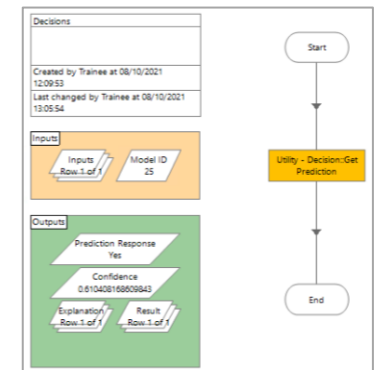 Decisions
Created by Trainee at 08/10/2021
12:09:53
Last changed by Trainee at 08/10/2021
13:05:54
Inputs
Inputs
Row 1 of 1
Model ID
25
Outputs
Prediction Response
Yes
Confidence
0.610408168609843
Explanation
Row 1 of 1
Result
Row 1 of 1
Start
Utility - Decision::Get
Prediction
End